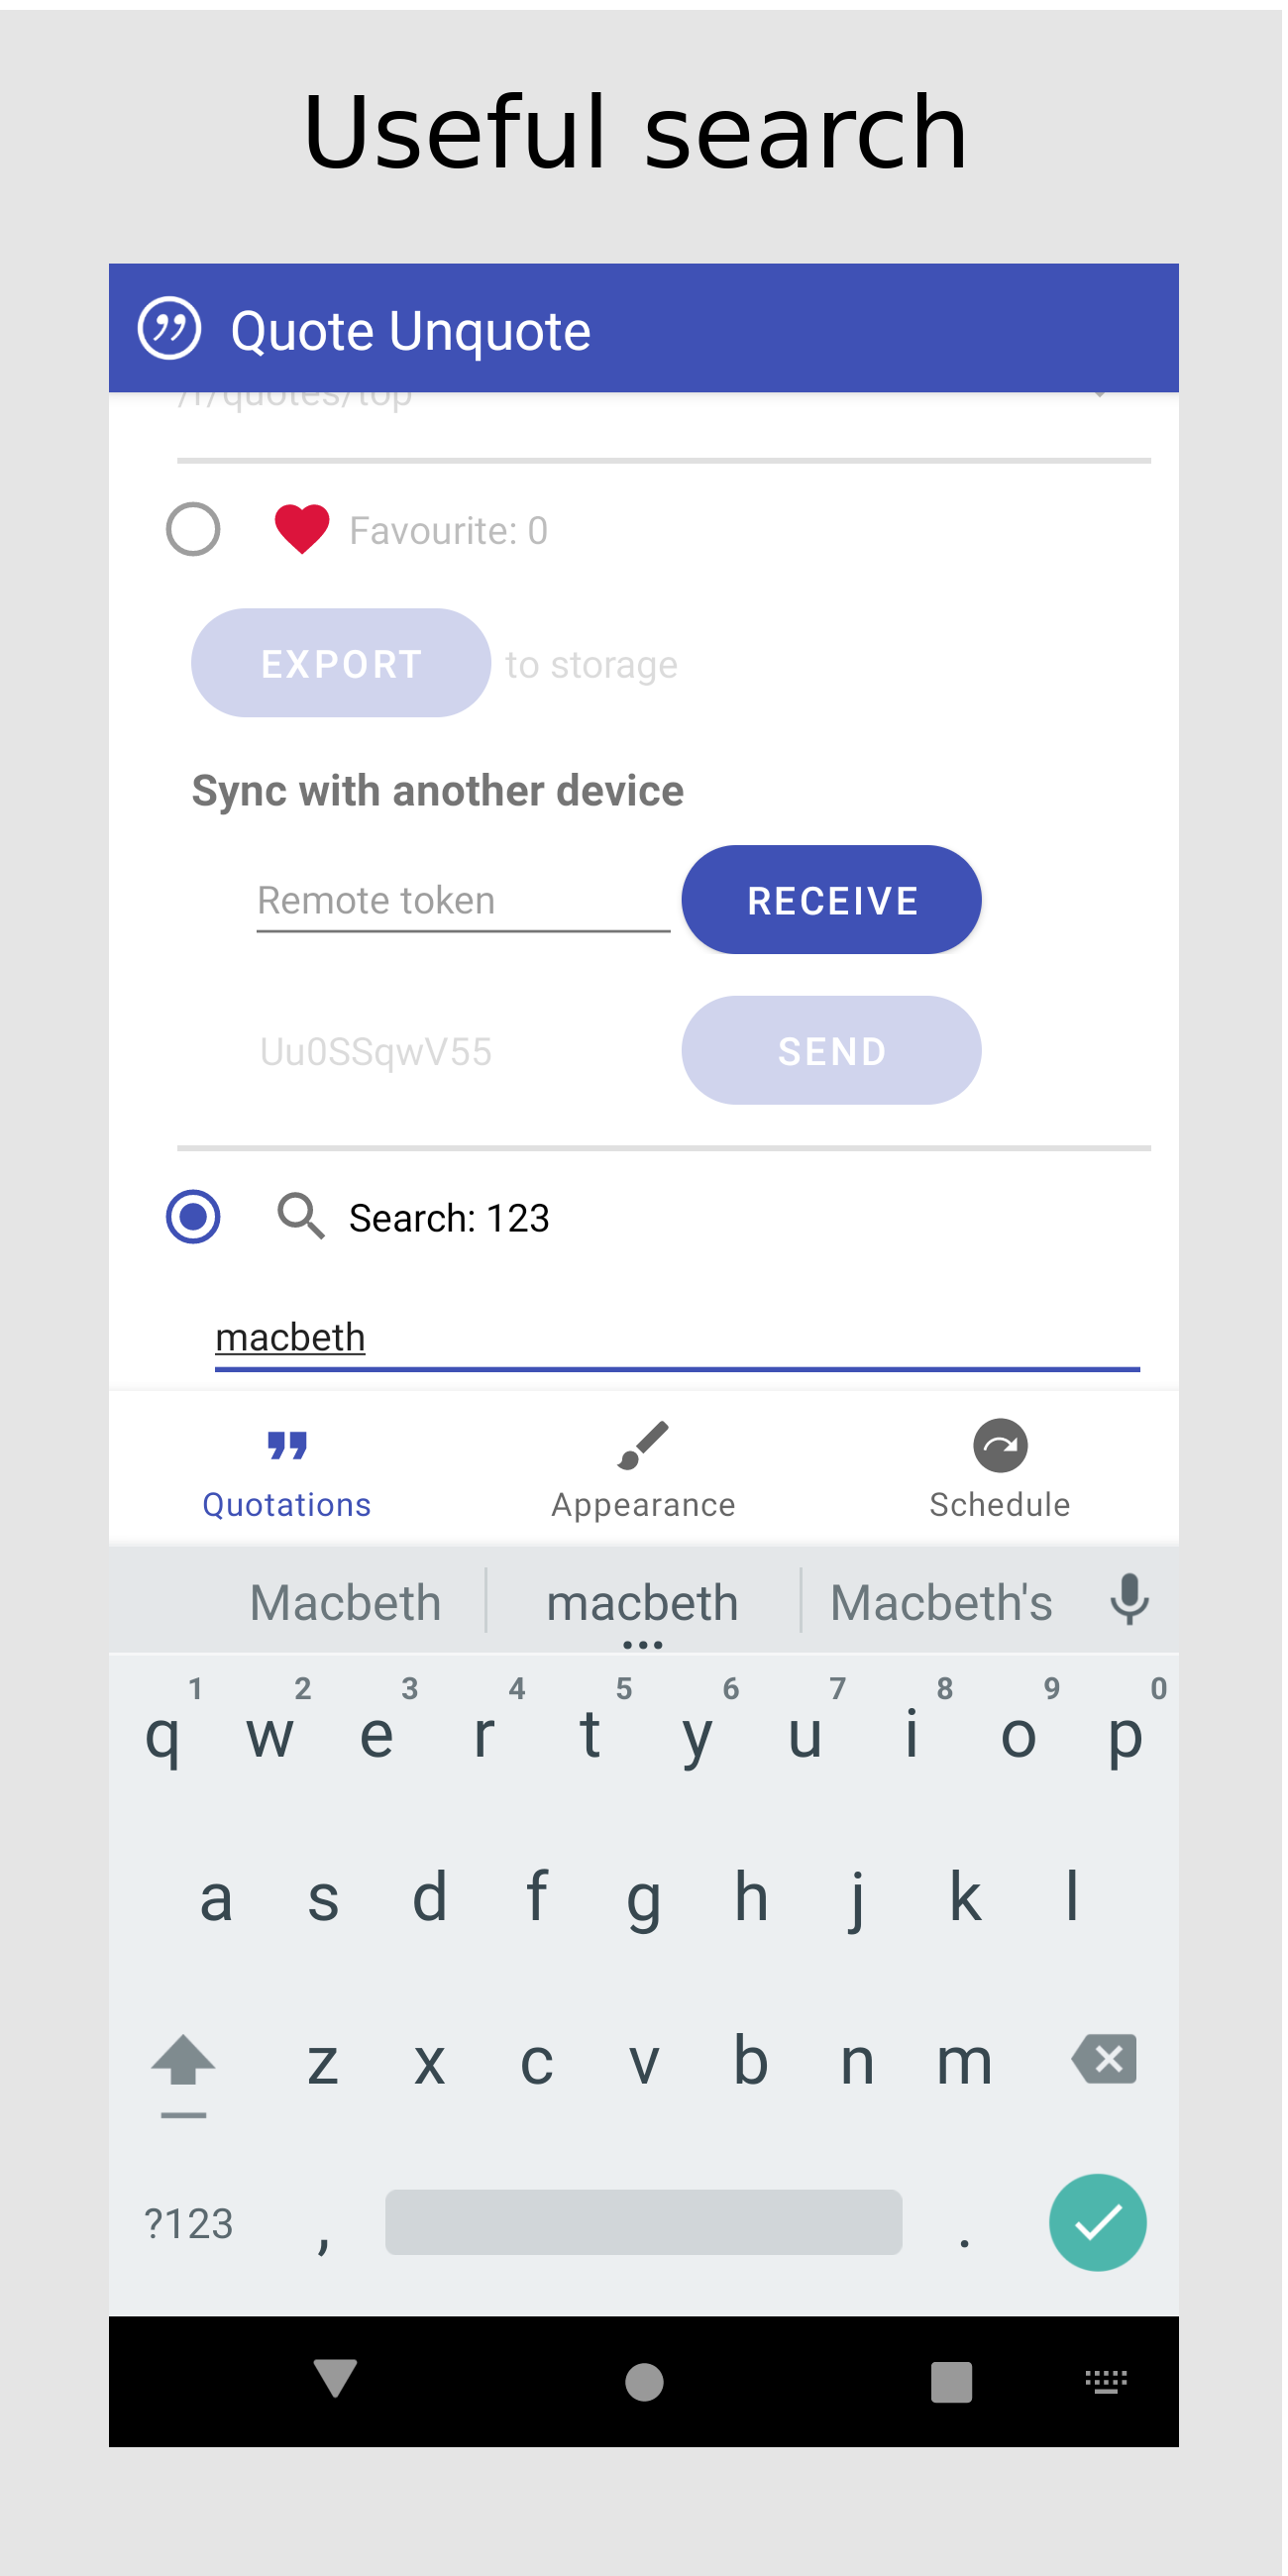 Useful search
Quote Unquote
/r/quotes/top
Favourite: 0
EXPORT to storage
Sync with another device
Remote token RECEIVE
Uu0SSqwV55 SEND
Search: 123
macbeth
Quotations Appearance Schedule
Macbeth macbeth Macbeth's
1 2 3 4 5 6 7 8 9 0
q w e r t y u i o p
a s d f g h j k l
z x c v b n m
?123 , .